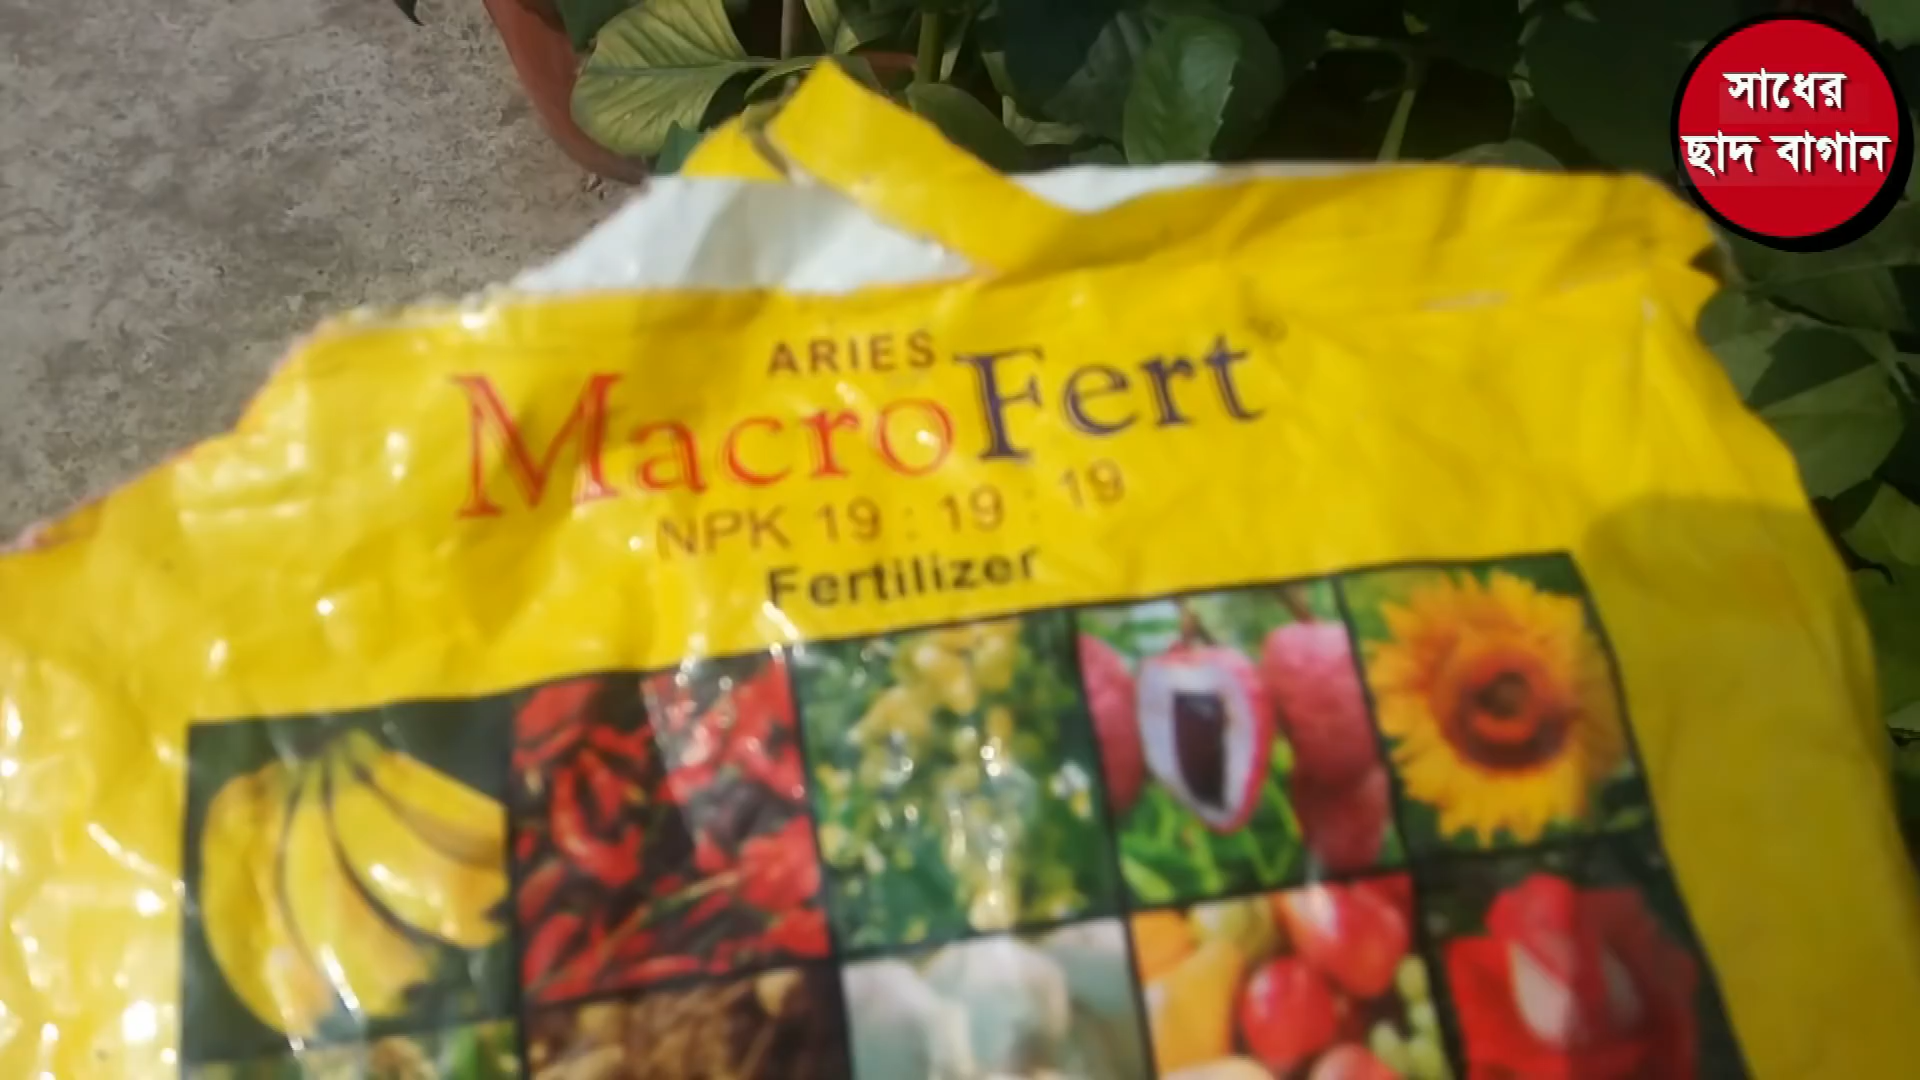 সাধের
ছাদ বাগান
ARIES
MacroFert
NPK 19 : 19 : 19
Fertilizer